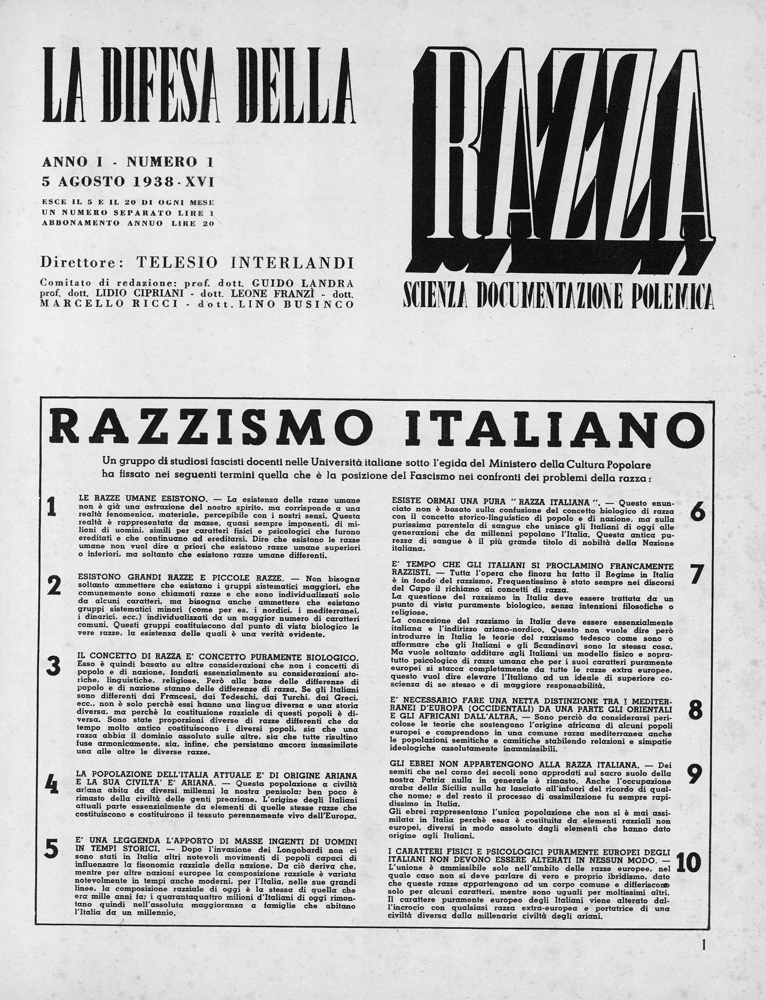 LA DIFESA DELLA
RAZZA
SCIENZA DOCUMENTAZIONE POLEMICA
ANNO I - NUMERO 1
5 AGOSTO 1938 - XVI
ESCE IL 5 E IL 20 DI OGNI MESE
UN NUMERO SEPARATO LIRE 1
ABBONAMENTO ANNUO LIRE 20
Direttore: TELESIO INTERLANDI
Comitato di redazione: prof. dott. GUIDO LANDRA
prof. dott. LIDIO CIPRIANI - dott. LEONE FRANZÌ - dott.
MARCELLO RICCI - dott. LINO BUSINCO
RAZZISMO ITALIANO
Un gruppo di studiosi fascisti docenti nelle Università italiane sotto l'egida del Ministero della Cultura Popolare
ha fissato nei seguenti termini quella che è la posizione del Fascismo nei confronti dei problemi della razza:
1
LE RAZZE UMANE ESISTONO. — La esistenza delle razze umane
non è già una astrazione del nostro spirito, ma corrisponde a una
realtà fenomenica, materiale, percepibile con i nostri sensi. Questa
realtà è rappresentata da masse, quasi sempre imponenti, di mi-
lioni di uomini, simili per caratteri fisici e psicologici che furono
ereditati e che continuano ad ereditarsi. Dire che esistono le razze
umane non vuol dire a priori che esistono razze umane superiori
o inferiori, ma soltanto che esistono razze umane differenti.
2
ESISTONO GRANDI RAZZE E PICCOLE RAZZE. — Non bisogna
soltanto ammettere che esistano i gruppi sistematici maggiori, che
comunemente sono chiamati razze e che sono individualizzati solo
da alcuni caratteri, ma bisogna anche ammettere che esistano
gruppi sistematici minori (come per es. i nordici, i mediterranei,
i dinarici, ecc.) individualizzati da un maggior numero di caratteri
comuni. Questi gruppi costituiscono dal punto di vista biologico le
vere razze, la esistenza delle quali è una verità evidente.
3
IL CONCETTO DI RAZZA E' CONCETTO PURAMENTE BIOLOGICO.
Esso è quindi basato su altre considerazioni che non i concetti di
popolo e di nazione, fondati essenzialmente su considerazioni sto-
riche, linguistiche, religiose. Però alla base delle differenze di
popolo e di nazione stanno delle differenze di razza. Se gli Italiani
sono differenti dai Francesi, dai Tedeschi, dai Turchi, dai Greci,
ecc., non è solo perchè essi hanno una lingua diversa e una storia
diversa, ma perchè la costituzione razziale di questi popoli è di-
versa. Sono state proporzioni diverse di razze differenti che da
tempo molto antico costituiscono i diversi popoli, sia che una
razza abbia il dominio assoluto sulle altre, sia che tutte risultino
fuse armonicamente, sia, infine, che persistano ancora inassimilate
una alle altre le diverse razze.
4
LA POPOLAZIONE DELL'ITALIA ATTUALE E' DI ORIGINE ARIANA
E LA SUA CIVILTA' E' ARIANA. — Questa popolazione a civiltà
ariana abita da diversi millenni la nostra penisola; ben poco è
rimasto della civiltà delle genti preariane. L'origine degli Italiani
attuali parte essenzialmente da elementi di quelle stesse razze che
costituiscono e costituirono il tessuto perennemente vivo dell'Europa.
5
E' UNA LEGGENDA L'APPORTO DI MASSE INGENTI DI UOMINI
IN TEMPI STORICI. — Dopo l'invasione dei Longobardi non ci
sono stati in Italia altri notevoli movimenti di popoli capaci di
influenzare la fisonomia razziale della nazione. Da ciò deriva che,
mentre per altre nazioni europee la composizione razziale è variata
notevolmente in tempi anche moderni, per l'Italia, nelle sue grandi
linee, la composizione razziale di oggi è la stessa di quella che
era mille anni fa; i quarantaquattro milioni d'Italiani di oggi rimon-
tano quindi nell'assoluta maggioranza a famiglie che abitano
l'Italia da un millennio.
6
ESISTE ORMAI UNA PURA "RAZZA ITALIANA". — Questo enun-
ciato non è basato sulla confusione del concetto biologico di razza
con il concetto storico-linguistico di popolo e di nazione, ma sulla
purissima parentela di sangue che unisce gli Italiani di oggi alle
generazioni che da millenni popolano l'Italia. Questa antica pu-
rezza di sangue è il più grande titolo di nobiltà della Nazione
italiana.
7
E' TEMPO CHE GLI ITALIANI SI PROCLAMINO FRANCAMENTE
RAZZISTI. — Tutta l'opera che finora ha fatto il Regime in Italia
è in fondo del razzismo. Frequentissimo è stato sempre nei discorsi
del Capo il richiamo ai concetti di razza.
La questione del razzismo in Italia deve essere trattata da un
punto di vista puramente biologico, senza intenzioni filosofiche o
religiose.
La concezione del razzismo in Italia deve essere essenzialmente
italiana e l'indirizzo ariano-nordico. Questo non vuole dire però
introdurre in Italia le teorie del razzismo tedesco come sono o
affermare che gli Italiani e gli Scandinavi sono la stessa cosa.
Ma vuole soltanto additare agli Italiani un modello fisico e sopra-
tutto psicologico di razza umana che per i suoi caratteri puramente
europei si stacca completamente da tutte le razze extra europee,
questo vuol dire elevare l'Italiano ad un ideale di superiore co-
scienza di se stesso e di maggiore responsabilità.
8
E' NECESSARIO FARE UNA NETTA DISTINZIONE TRA I MEDITER-
RANEI D'EUROPA (OCCIDENTALI) DA UNA PARTE GLI ORIENTALI
E GLI AFRICANI DALL'ALTRA. — Sono perciò da considerarsi peri-
colose le teorie che sostengono l'origine africana di alcuni popoli
europei e comprendono in una comune razza mediterranea anche
le popolazioni semitiche e camitiche stabilendo relazioni e simpatie
ideologiche assolutamente inammissibili.
9
GLI EBREI NON APPARTENGONO ALLA RAZZA ITALIANA. — Dei
semiti che nel corso dei secoli sono approdati sul sacro suolo della
nostra Patria nulla in generale è rimasto. Anche l'occupazione
araba della Sicilia nulla ha lasciato all'infuori del ricordo di qual-
che nome; e del resto il processo di assimilazione fu sempre rapi-
dissimo in Italia.
Gli ebrei rappresentano l'unica popolazione che non si è mai assi-
milata in Italia perchè essa è costituita da elementi razziali non
europei, diversi in modo assoluto dagli elementi che hanno dato
origine agli Italiani.
10
I CARATTERI FISICI E PSICOLOGICI PURAMENTE EUROPEI DEGLI
ITALIANI NON DEVONO ESSERE ALTERATI IN NESSUN MODO. —
L'unione è ammissibile solo nell'ambito delle razze europee, nel
quale caso non si deve parlare di vero e proprio ibridismo, dato
che queste razze appartengono ad un corpo comune e differiscono
solo per alcuni caratteri, mentre sono uguali per moltissimi altri.
Il carattere puramente europeo degli Italiani viene alterato dal-
l'incrocio con qualsiasi razza extra-europea e portatrice di una
civiltà diversa dalla millenaria civiltà degli ariani.
1